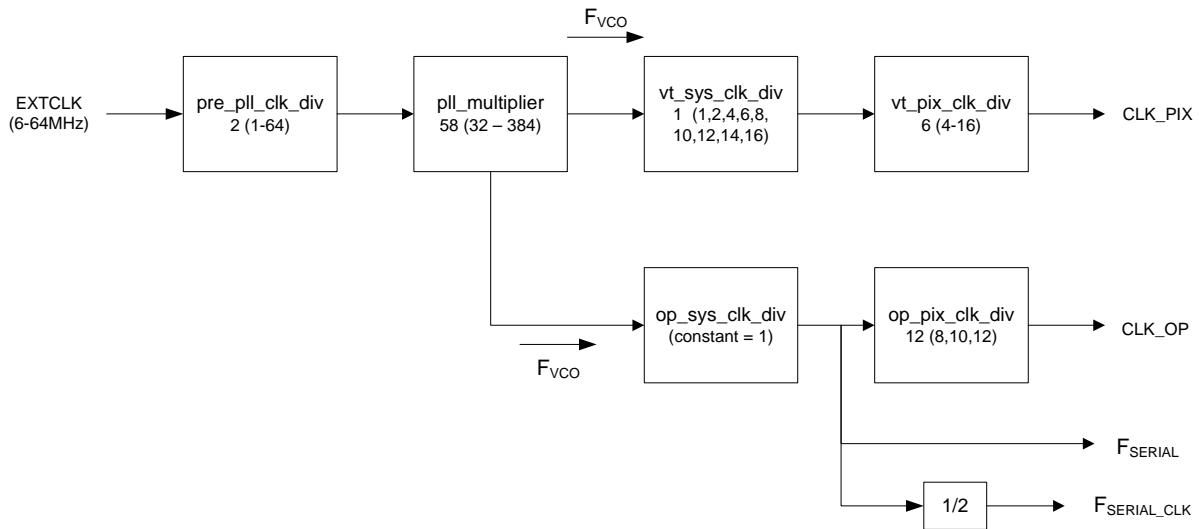 F_VCO
EXTCLK
(6-64MHz)
pre_pll_clk_div
2 (1-64)
pll_multiplier
58 (32 – 384)
vt_sys_clk_div
1 (1,2,4,6,8,
10,12,14,16)
vt_pix_clk_div
6 (4-16)
CLK_PIX
op_sys_clk_div
(constant = 1)
op_pix_clk_div
12 (8,10,12)
CLK_OP
F_VCO
F_SERIAL
1/2
F_SERIAL_CLK